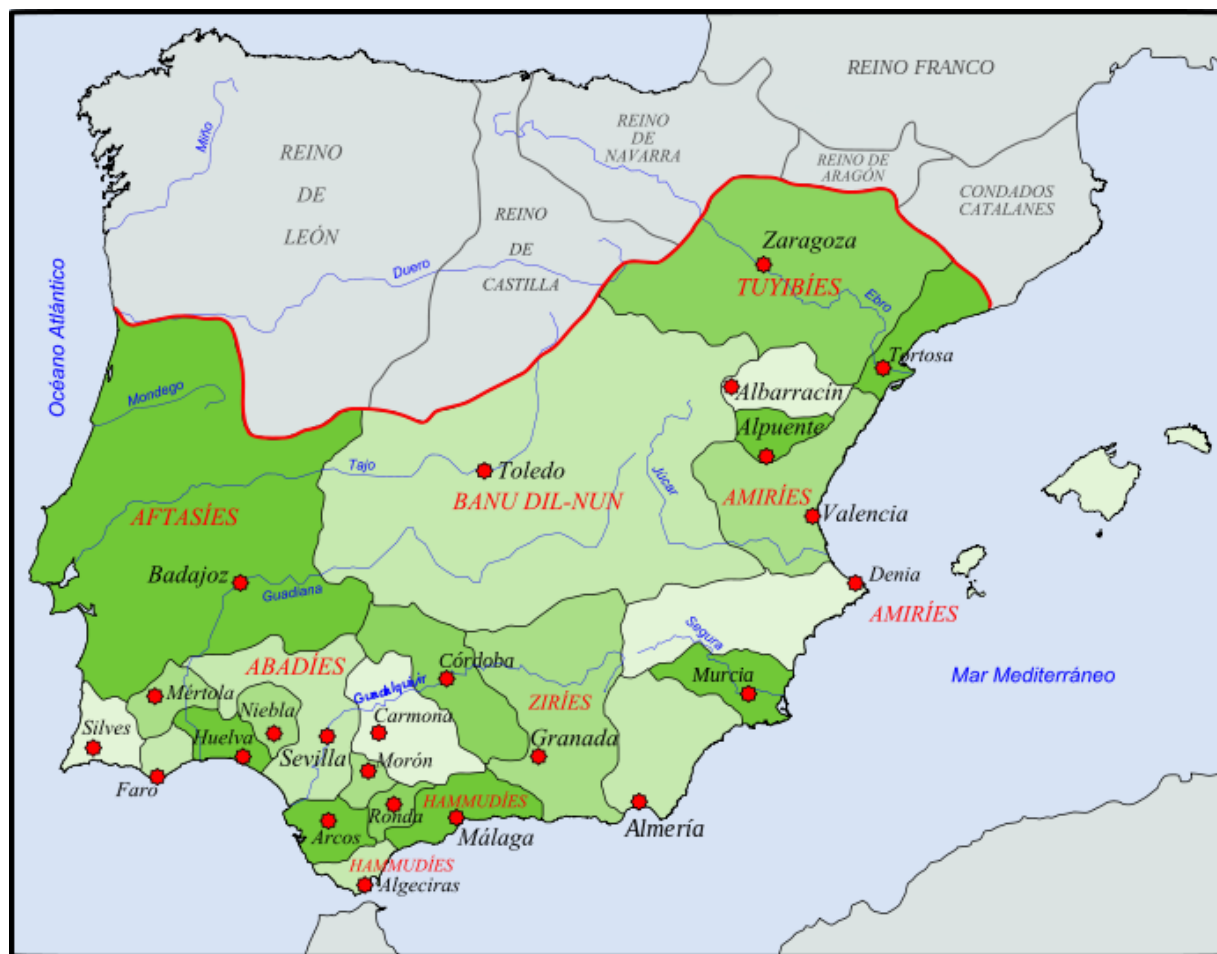 REINO FRANCO
REINO
DE
NAVARRA
REINO DE
ARAGÓN
CONDADOS
CATALANES
Miño
REINO
DE
LEÓN
REINO
DE
CASTILLA
Duero
Zaragoza
TUYIBÍES
Ebro
Océano Atlántico
Tortosa
Mondego
Albarracín
Alpuente
Tajo
Toledo
BANU DIL-NUN
Júcar
AMIRÍES
Valencia
AFTASÍES
Badajoz
Guadiana
Denia
AMIRÍES
Segura
ABADÍES
Córdoba
Guadalquivir
Murcia
Mar Mediterráneo
Mértola
Niebla
ZIRÍES
Silves
Huelva
Sevilla
Carmona
Granada
Morón
Faro
HAMMUDÍES
Ronda
Arcos
Málaga
Almería
HAMMUDÍES
Algeciras